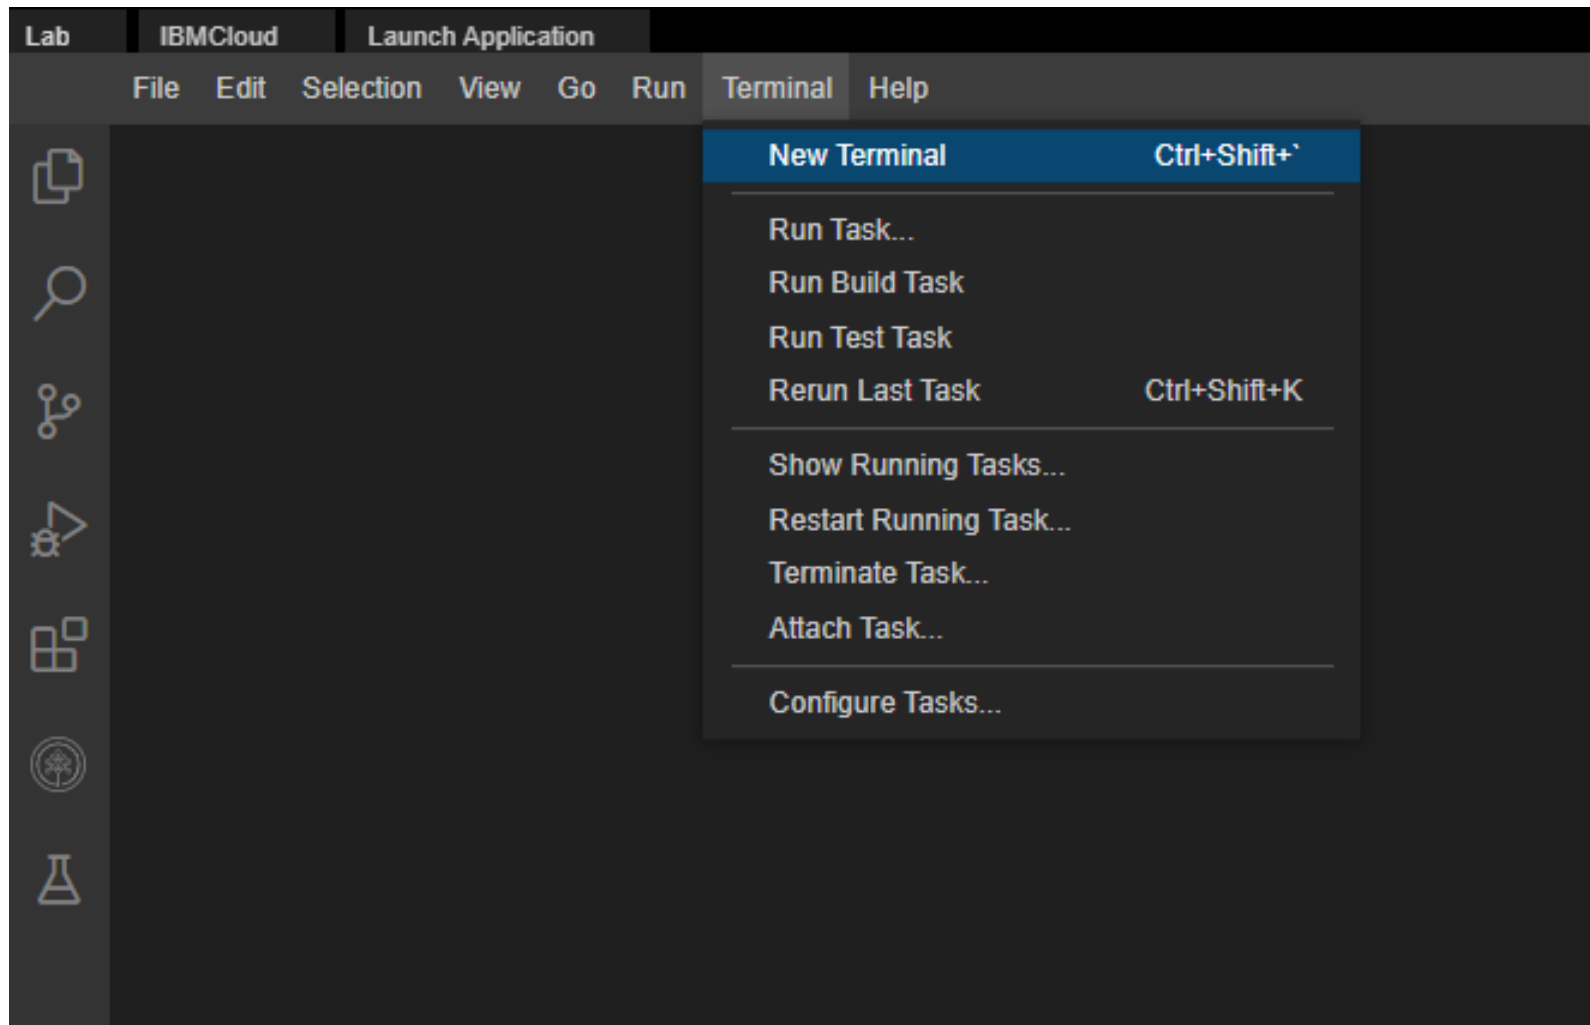 Lab IBMCloud Launch Application
File Edit Selection View Go Run Terminal Help
New Terminal Ctrl+Shift+`
Run Task...
Run Build Task
Run Test Task
Rerun Last Task Ctrl+Shift+K
Show Running Tasks...
Restart Running Task...
Terminate Task...
Attach Task...
Configure Tasks...